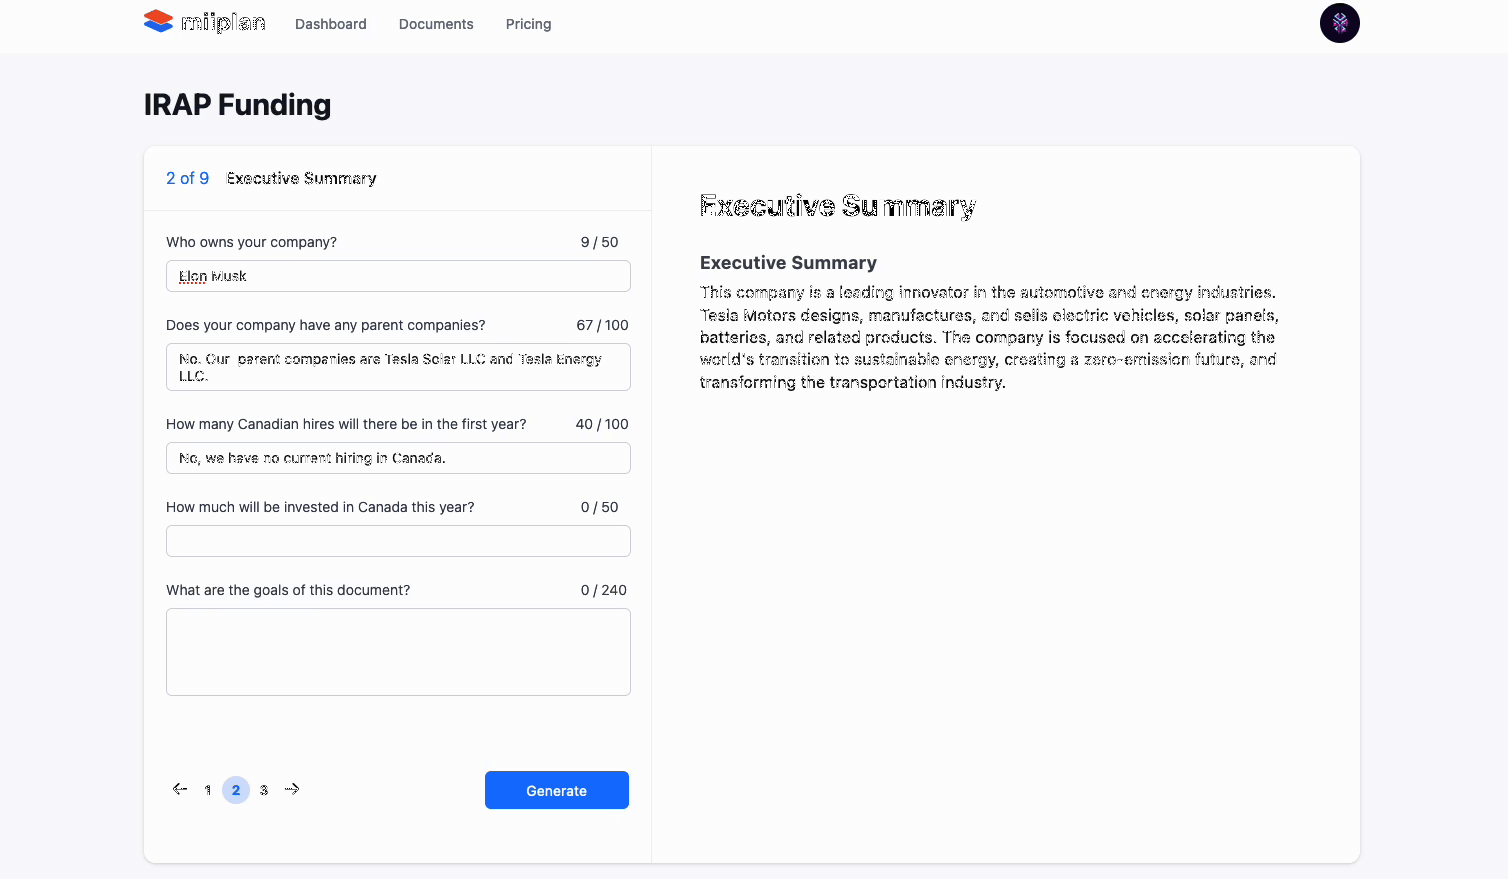 miiplan Dashboard Documents Pricing
IRAP Funding
2 of 9 Executive Summary
Who owns your company? 9 / 50
Elon Musk
Does your company have any parent companies? 67 / 100
No. Our  parent companies are Tesla Solar LLC and Tesla Energy
LLC.
How many Canadian hires will there be in the first year? 40 / 100
No, we have no current hiring in Canada.
How much will be invested in Canada this year? 0 / 50
What are the goals of this document? 0 / 240
1 2 3
Generate
Executive Summary
Executive Summary
This company is a leading innovator in the automotive and energy industries.
Tesla Motors designs, manufactures, and sells electric vehicles, solar panels,
batteries, and related products. The company is focused on accelerating the
world's transition to sustainable energy, creating a zero-emission future, and
transforming the transportation industry.